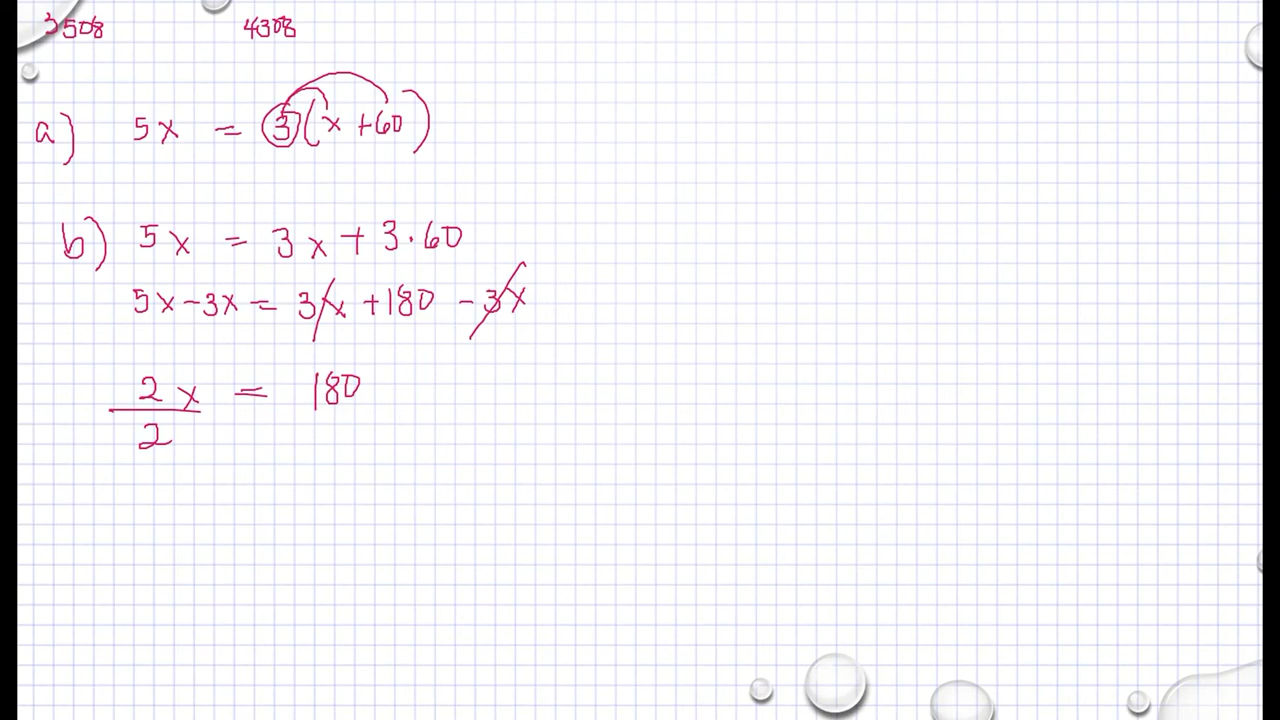 3508 4308
a) 5x = 3(x + 60)
b) 5x = 3x + 3·60
5x - 3x = 3x + 180 - 3x
2x = 180
2